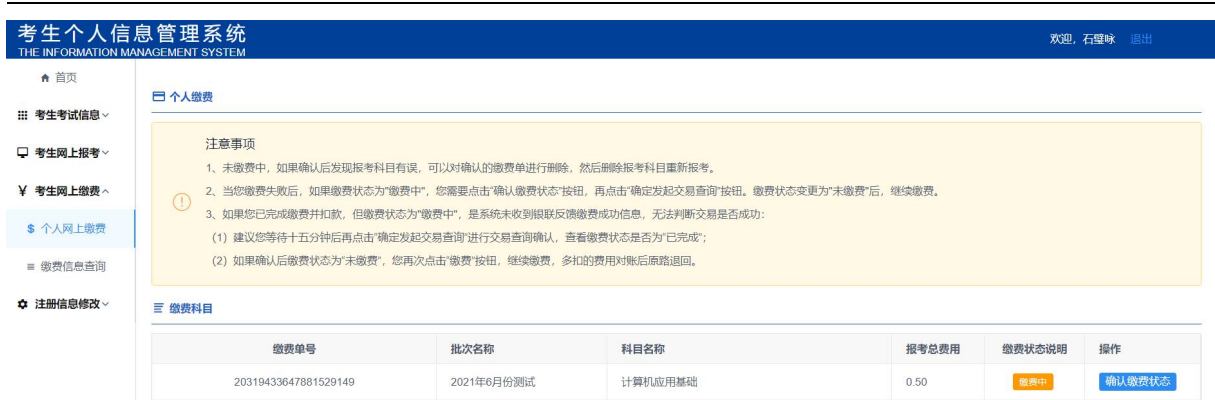 考生个人信息管理系统
THE INFORMATION MANAGEMENT SYSTEM
欢迎, 石璧咏 退出
首页
考生考试信息
考生网上报考
¥ 考生网上缴费
$ 个人网上缴费
缴费信息查询
注册信息修改
个人缴费
注意事项
1、未缴费中，如果确认后发现报考科目有误，可以对确认的缴费单进行删除，然后删除报考科目重新报考。
2、当您缴费失败后，如果缴费状态为"缴费中"，您需要点击"确认缴费状态"按钮，再点击"确定发起交易查询"按钮。缴费状态变更为"未缴费"后，继续缴费。
3、如果您已完成缴费并扣款，但缴费状态为"缴费中"，是系统未收到银联反馈缴费成功信息，无法判断交易是否成功：
(1) 建议您等待十五分钟后再点击"确定发起交易查询"进行交易查询确认，查看缴费状态是否为"已完成"；
(2) 如果确认后缴费状态为"未缴费"，您再次点击"缴费"按钮，继续缴费，多扣的费用对账后原路退回。
缴费科目
缴费单号 批次名称 科目名称 报考总费用 缴费状态说明 操作
20319433647881529149 2021年6月份测试 计算机应用基础 0.50 缴费中 确认缴费状态